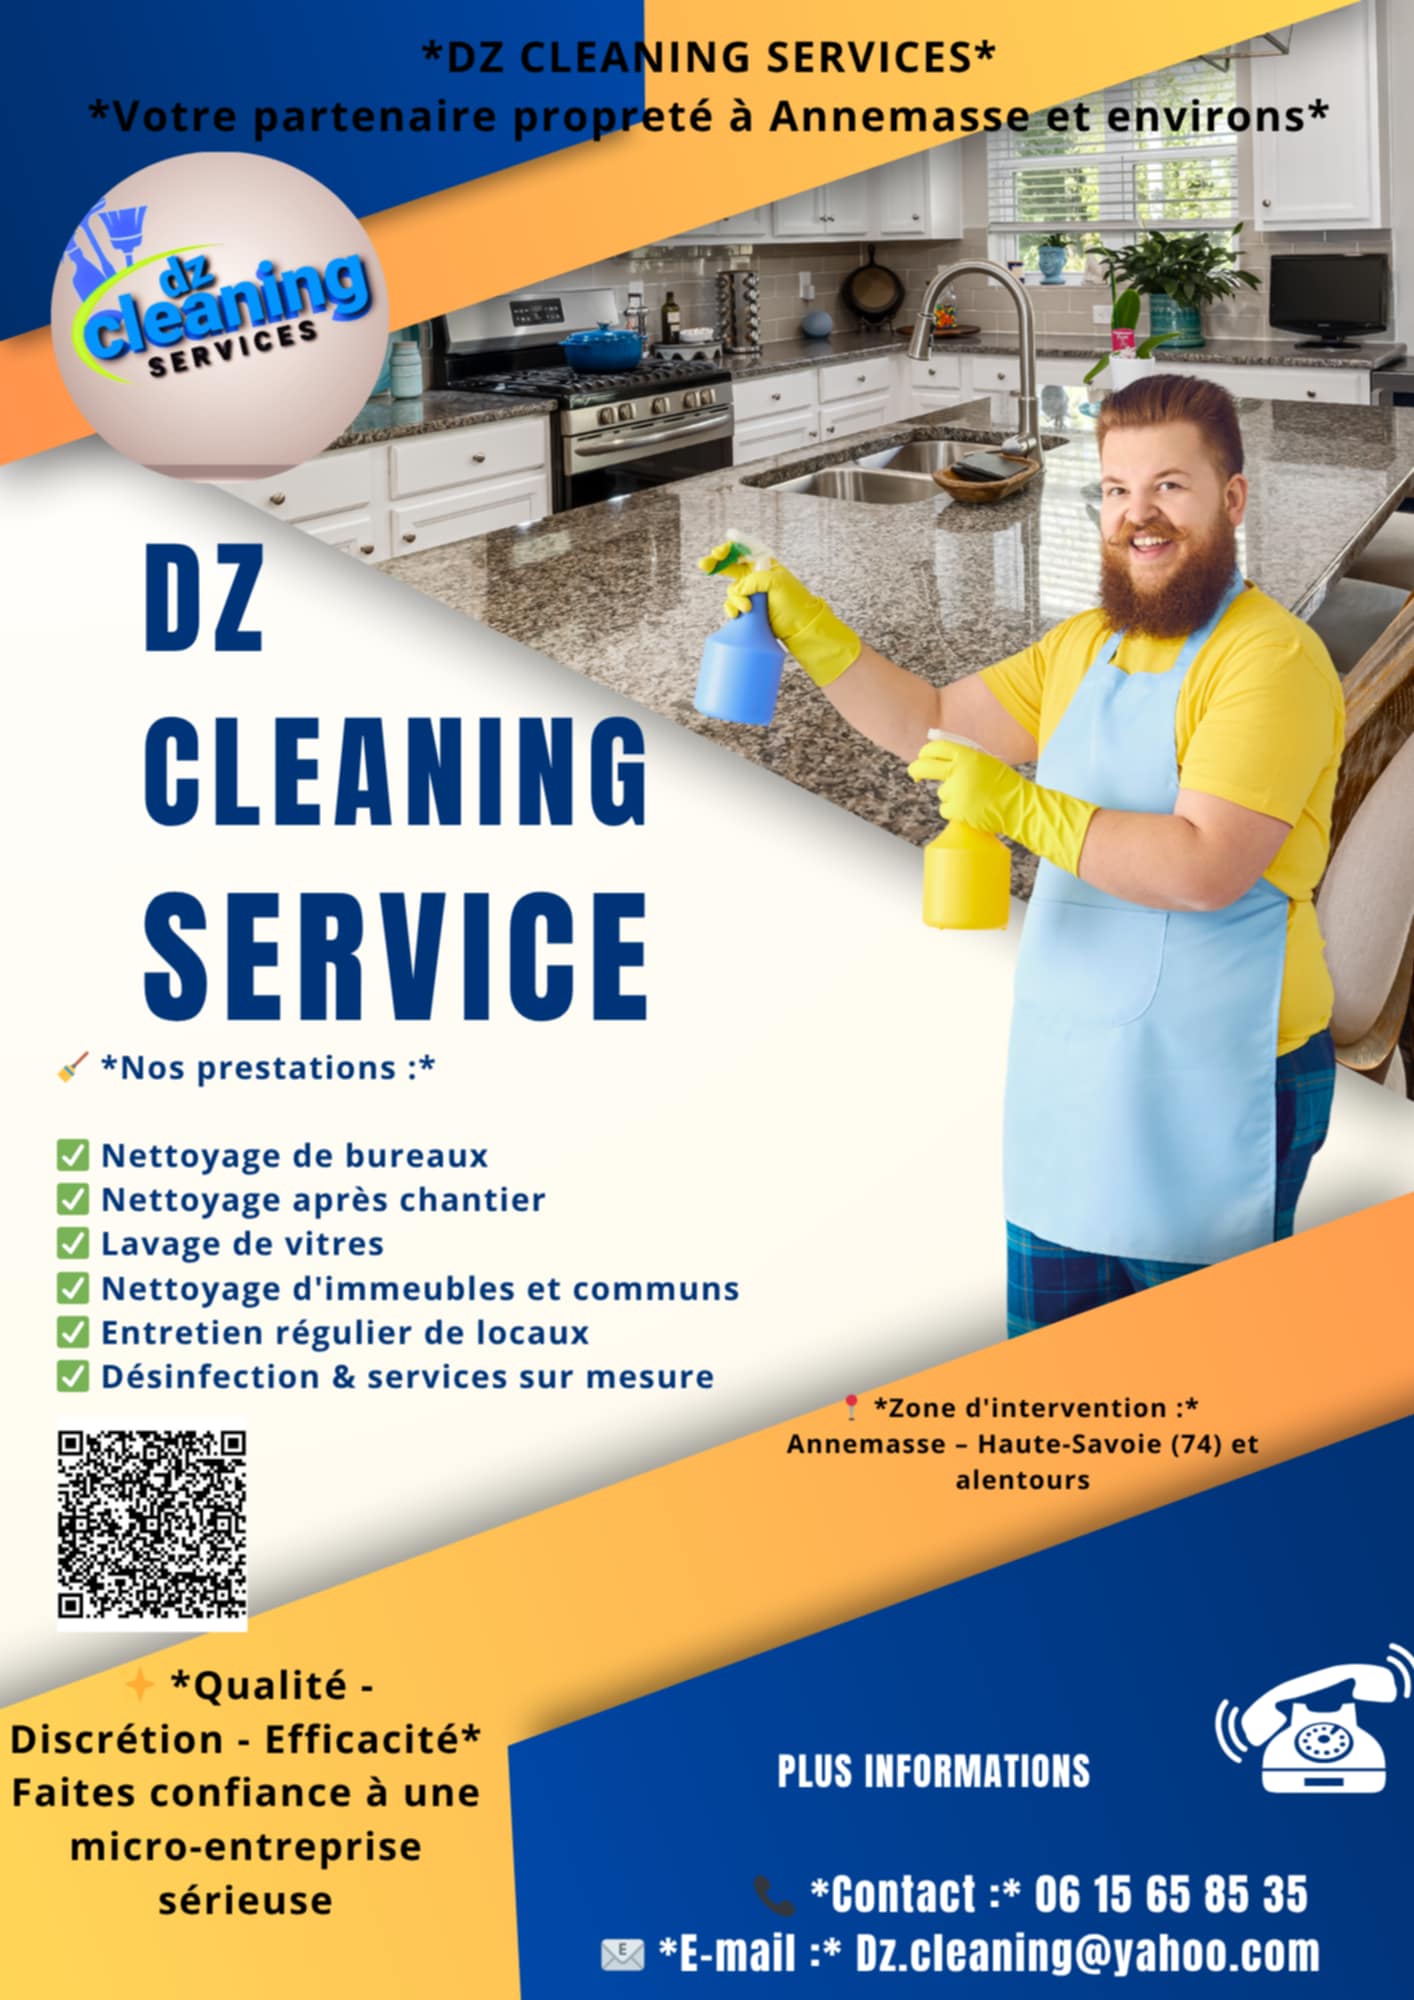 *DZ CLEANING SERVICES*
*Votre partenaire propreté à Annemasse et environs*
dz
cleaning
SERVICES
DZ
CLEANING
SERVICE
🧹 *Nos prestations :*
✅ Nettoyage de bureaux
✅ Nettoyage après chantier
✅ Lavage de vitres
✅ Nettoyage d'immeubles et communs
✅ Entretien régulier de locaux
✅ Désinfection & services sur mesure
📍 *Zone d'intervention :*
Annemasse – Haute-Savoie (74) et
alentours
✨ *Qualité -
Discrétion - Efficacité*
Faites confiance à une
micro-entreprise
sérieuse
PLUS INFORMATIONS
📞 *Contact :* 06 15 65 85 35
📧 *E-mail :* Dz.cleaning@yahoo.com